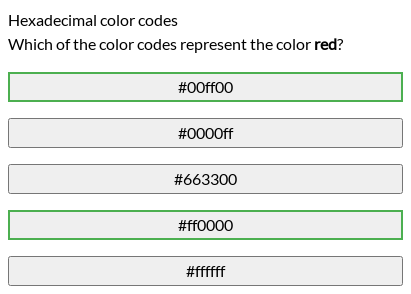 Hexadecimal color codes
Which of the color codes represent the color red?
#00ff00
#0000ff
#663300
#ff0000
#ffffff